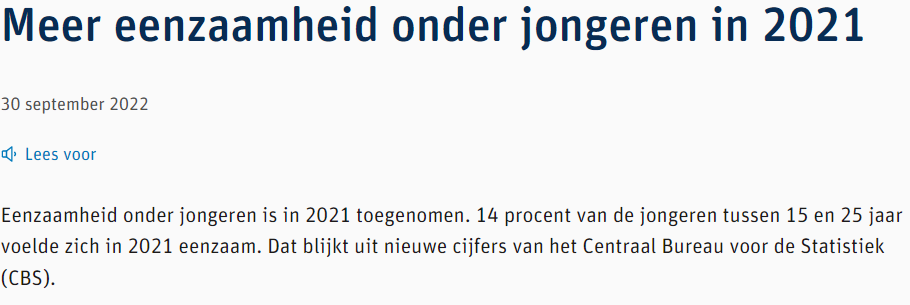 Meer eenzaamheid onder jongeren in 2021
30 september 2022
Lees voor
Eenzaamheid onder jongeren is in 2021 toegenomen. 14 procent van de jongeren tussen 15 en 25 jaar
voelde zich in 2021 eenzaam. Dat blijkt uit nieuwe cijfers van het Centraal Bureau voor de Statistiek
(CBS).